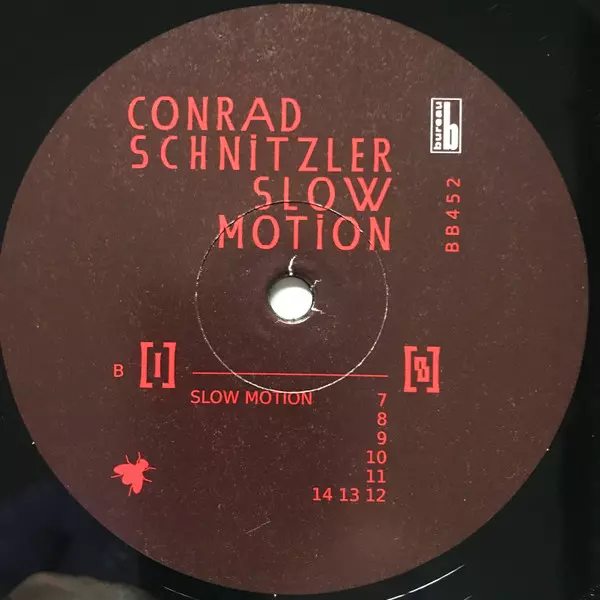 CONRAD
SCHNiTZLER
SLOW
MOTiON
bureau b
BB452
B [I] [S]
SLOW MOTION 7
8
9
10
11
14 13 12